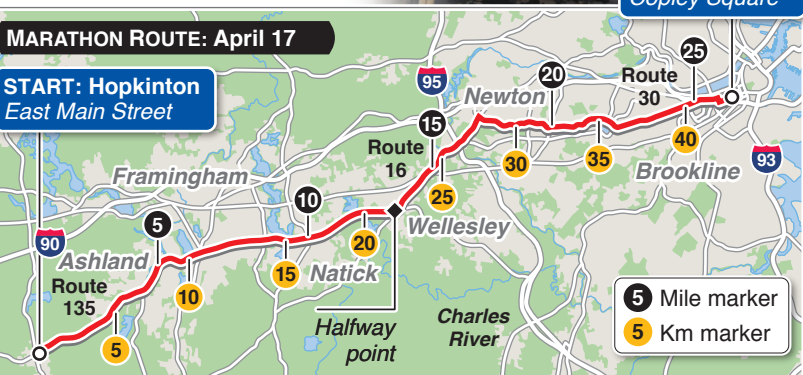 Copley Square
MARATHON ROUTE: April 17
START: Hopkinton
East Main Street
95
Newton
20
Route
30
25
15
Route
16
30
35
40
Brookline
93
Framingham
25
10
Wellesley
5
90
Ashland
Route
135
20
15
Natick
10
5
Halfway
point
Charles
River
5 Mile marker
5 Km marker